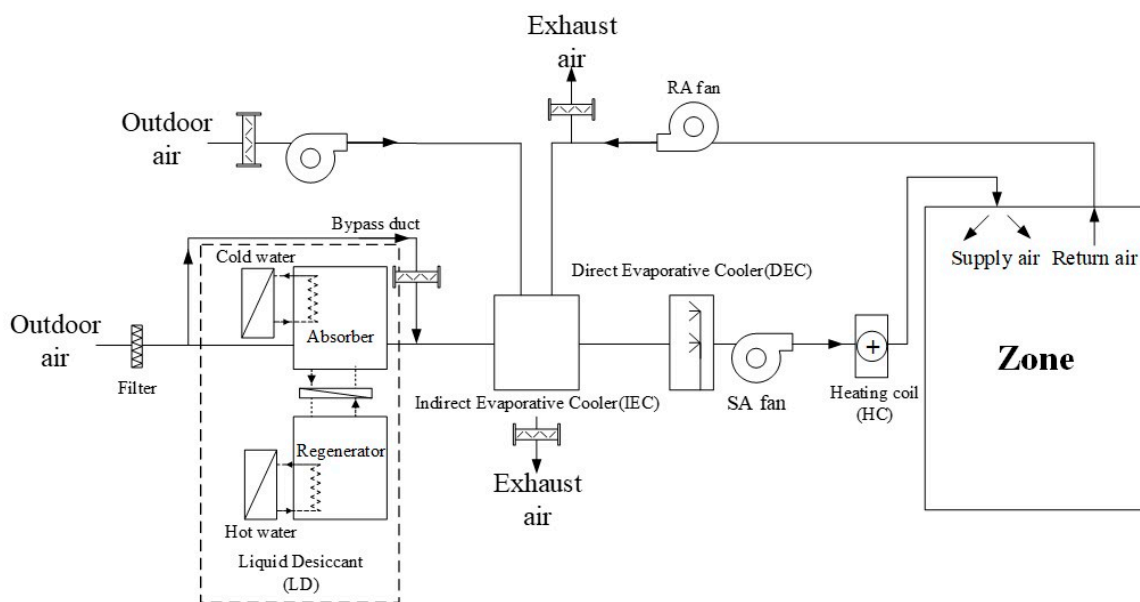 Exhaust
air
RA fan
Outdoor
air
Bypass duct
Cold water
Direct Evaporative Cooler(DEC)
Supply air
Return air
Outdoor
air
Absorber
Zone
Filter
Indirect Evaporative Cooler(IEC)
SA fan
Heating coil
(HC)
Regenerator
Exhaust
air
Hot water
Liquid Desiccant
(LD)